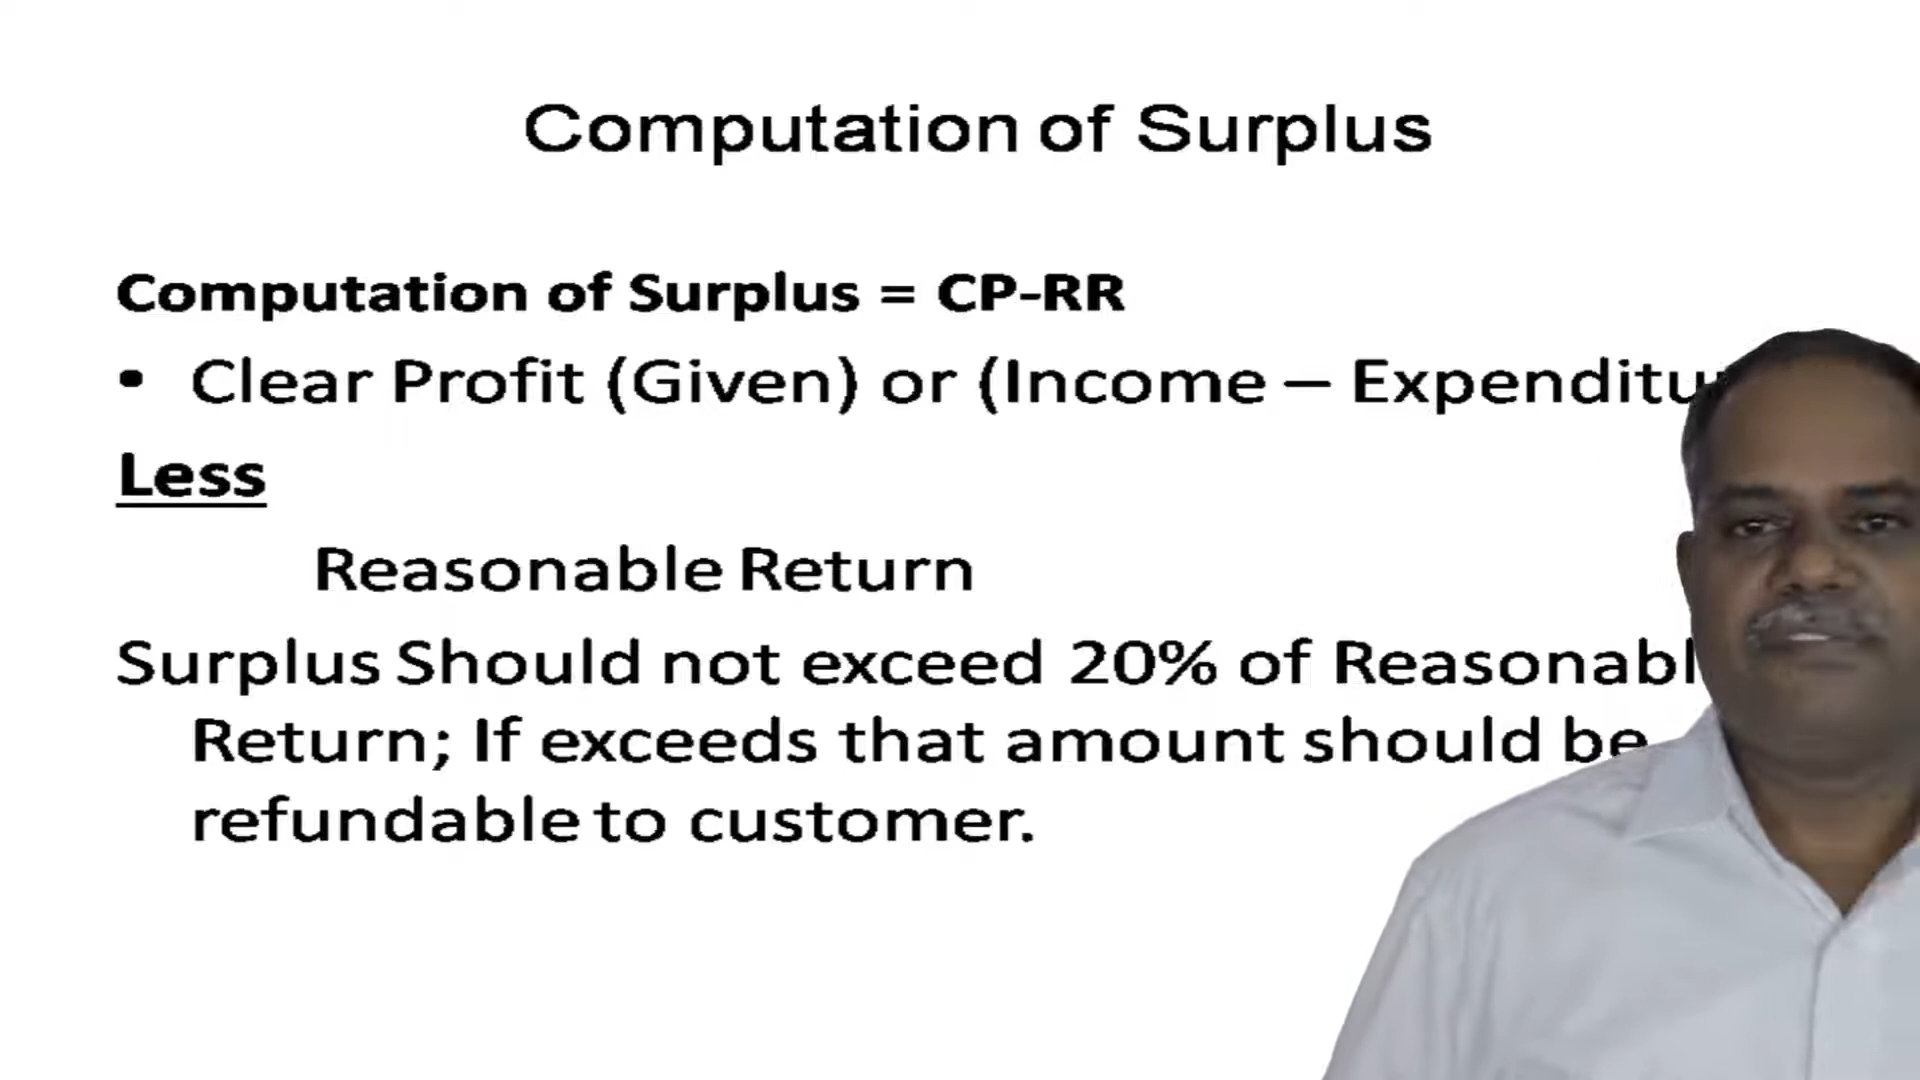 Computation of Surplus
Computation of Surplus = CP-RR
• Clear Profit (Given) or (Income – Expenditu
Less
Reasonable Return
Surplus Should not exceed 20% of Reasonabl
Return; If exceeds that amount should be
refundable to customer.